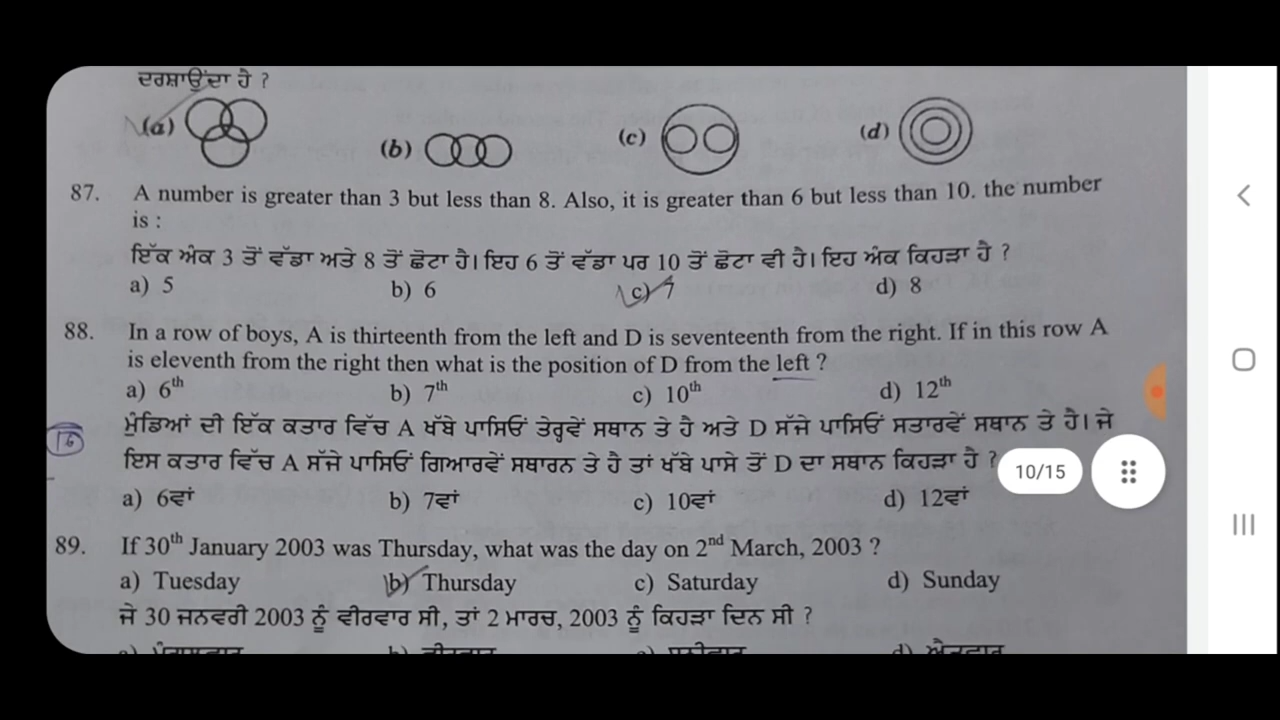 ਦਰਸਾਉਂਦਾ ਹੈ ?
(a) (b) (c) (d)
87. A number is greater than 3 but less than 8. Also, it is greater than 6 but less than 10. the number
is :
ਇੱਕ ਅੰਕ 3 ਤੋਂ ਵੱਡਾ ਅਤੇ 8 ਤੋਂ ਛੋਟਾ ਹੈ। ਇਹ 6 ਤੋਂ ਵੱਡਾ ਪਰ 10 ਤੋਂ ਛੋਟਾ ਵੀ ਹੈ। ਇਹ ਅੰਕ ਕਿਹੜਾ ਹੈ ?
a) 5 b) 6 c) 7 d) 8
88. In a row of boys, A is thirteenth from the left and D is seventeenth from the right. If in this row A
is eleventh from the right then what is the position of D from the left ?
a) 6th b) 7th c) 10th d) 12th
ਮੁੰਡਿਆਂ ਦੀ ਇੱਕ ਕਤਾਰ ਵਿੱਚ A ਖੱਬੇ ਪਾਸਿਓਂ ਤੇਰ੍ਹਵੇਂ ਸਥਾਨ ਤੇ ਹੈ ਅਤੇ D ਸੱਜੇ ਪਾਸਿਓਂ ਸਤਾਰਵੇਂ ਸਥਾਨ ਤੇ ਹੈ। ਜੇ
ਇਸ ਕਤਾਰ ਵਿੱਚ A ਸੱਜੇ ਪਾਸਿਓਂ ਗਿਆਰਵੇਂ ਸਥਾਰਨ ਤੇ ਹੈ ਤਾਂ ਖੱਬੇ ਪਾਸੇ ਤੋਂ D ਦਾ ਸਥਾਨ ਕਿਹੜਾ ਹੈ ?
10/15
a) 6ਵਾਂ b) 7ਵਾਂ c) 10ਵਾਂ d) 12ਵਾਂ
89. If 30th January 2003 was Thursday, what was the day on 2nd March, 2003 ?
a) Tuesday b) Thursday c) Saturday d) Sunday
ਜੇ 30 ਜਨਵਰੀ 2003 ਨੂੰ ਵੀਰਵਾਰ ਸੀ, ਤਾਂ 2 ਮਾਰਚ, 2003 ਨੂੰ ਕਿਹੜਾ ਦਿਨ ਸੀ ?